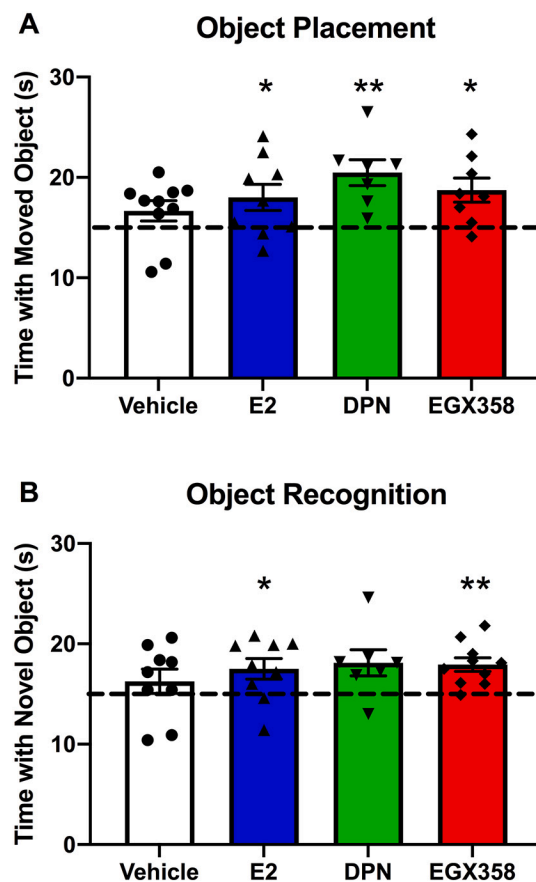 A
Object Placement
Time with Moved Object (s)
30
20
10
0
* ** *
Vehicle E2 DPN EGX358
B
Object Recognition
Time with Novel Object (s)
30
20
10
0
* **
Vehicle E2 DPN EGX358